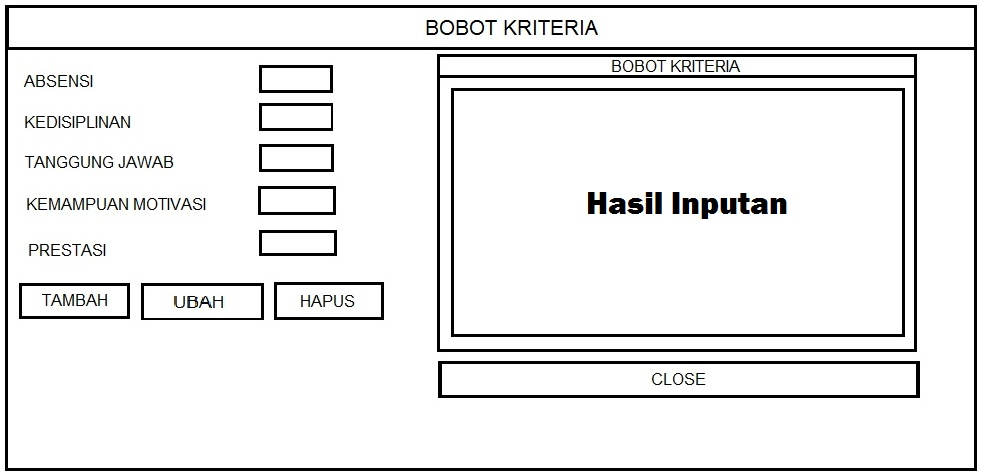 BOBOT KRITERIA
ABSENSI
KEDISIPLINAN
TANGGUNG JAWAB
KEMAMPUAN MOTIVASI
PRESTASI
TAMBAH
UBAH
HAPUS
BOBOT KRITERIA
Hasil Inputan
CLOSE